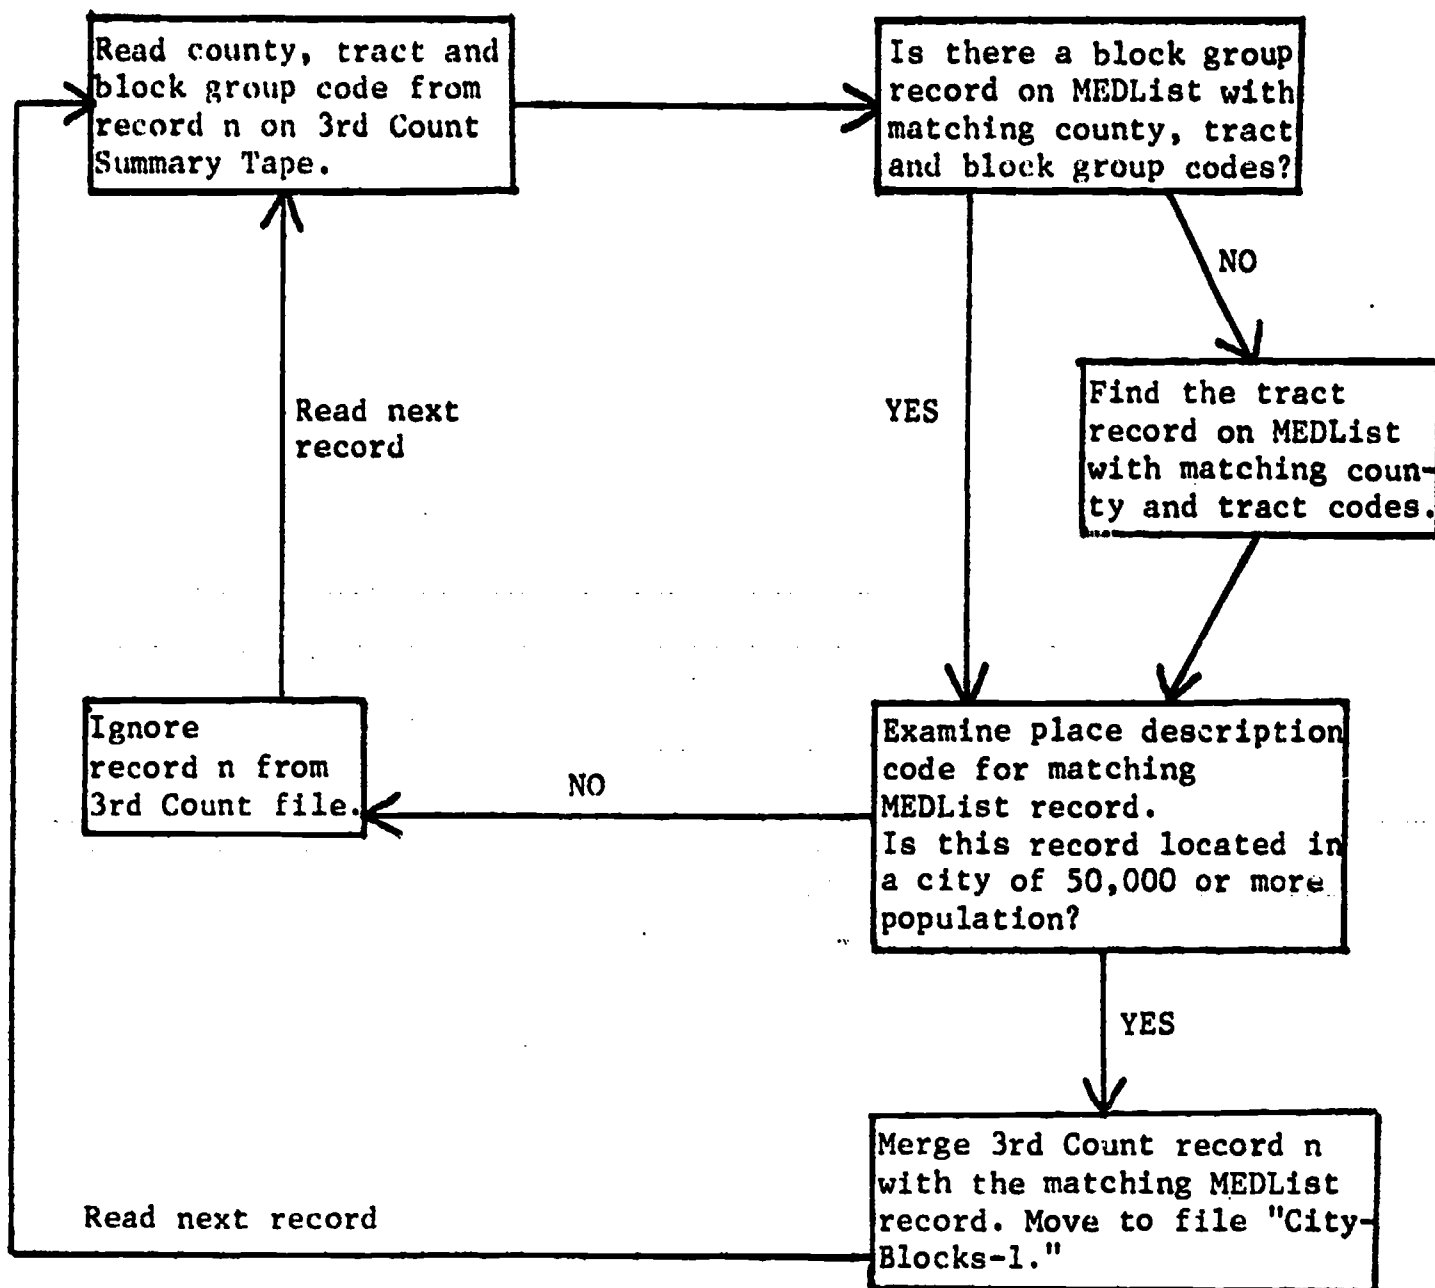 Read county, tract and
block group code from
record n on 3rd Count
Summary Tape.
Is there a block group
record on MEDList with
matching county, tract
and block group codes?
NO
YES
Find the tract
record on MEDList
with matching coun-
ty and tract codes.
Read next
record
Ignore
record n from
3rd Count file.
NO
Examine place description
code for matching
MEDList record.
Is this record located in
a city of 50,000 or more
population?
YES
Merge 3rd Count record n
with the matching MEDList
record. Move to file "City-
Blocks-1."
Read next record